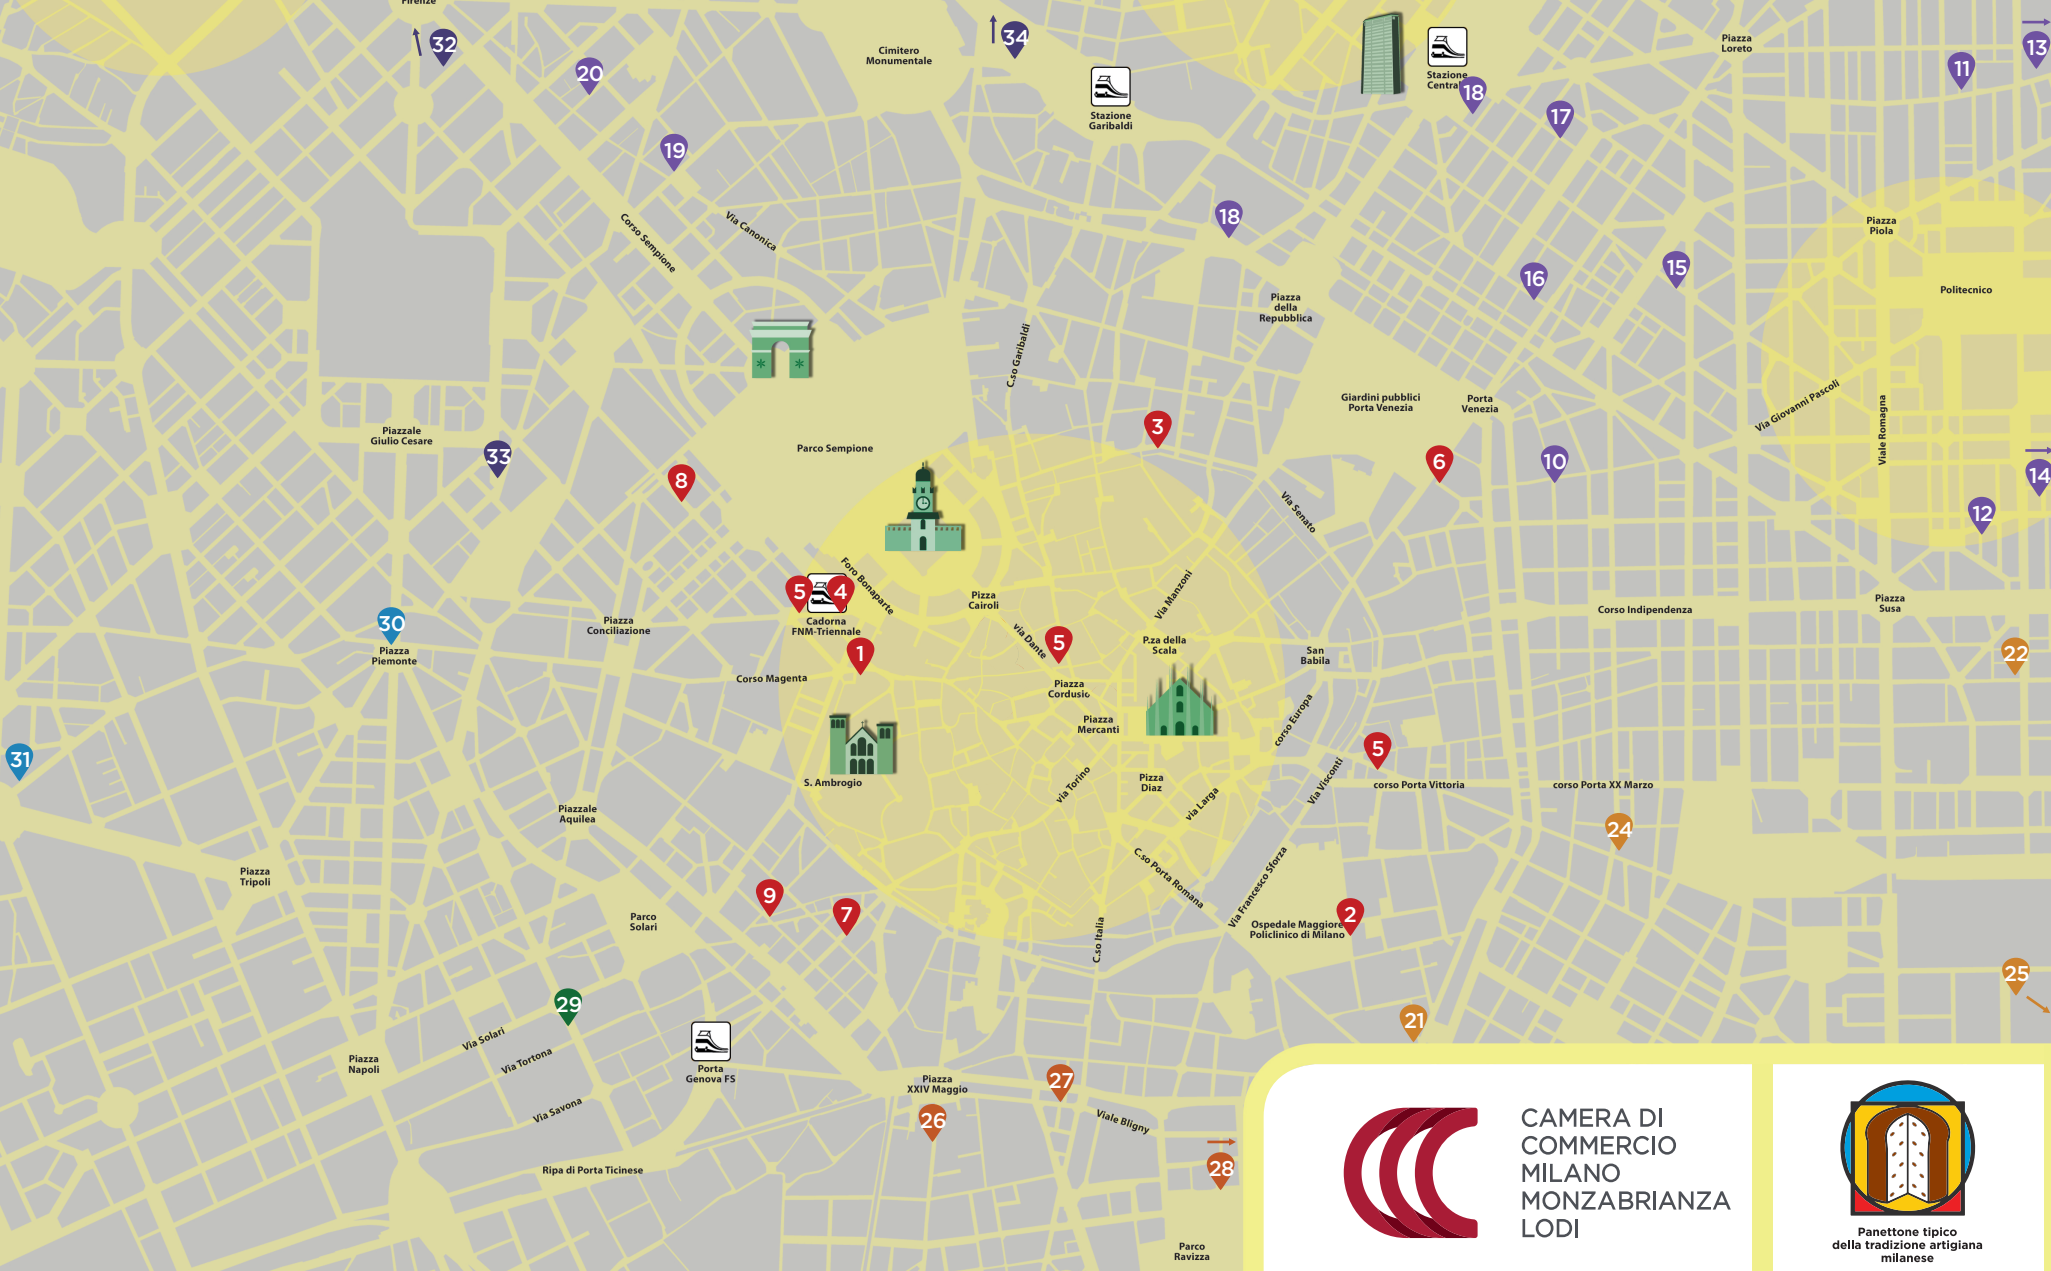 Firenze
32
20
Cimitero
Monumentale
34
Stazione
Garibaldi
Stazione
Centra
18
Piazza
Loreto
11
13
17
19
Via Canonica
Corso Sempione
18
Piazza
Piola
16
15
Politecnico
Piazza
della
Repubblica
C.so Garibaldi
Giardini pubblici
Porta Venezia
Porta
Venezia
Via Giovanni Pascoli
Viale Romagna
Piazzale
Giulio Cesare
33
Parco Sempione
3
6
10
14
8
Via Senato
12
5
4
Foro Bonaparte
Cadorna
FNM-Triennale
Pizza
Cairoli
Via Manzoni
Corso Indipendenza
Piazza
Susa
30
Piazza
Piemonte
Piazza
Conciliazione
1
via Dante
5
P.za della
Scala
San
Babila
22
Corso Magenta
Piazza
Cordusio
Piazza
Mercanti
corso Europa
31
S. Ambrogio
via Torino
Pizza
Diaz
via Larga
Via Visconti
5
corso Porta Vittoria
corso Porta XX Marzo
24
Piazzale
Aquilea
Piazza
Tripoli
C.so Porta Romana
Via Francesco Sforza
9
7
Parco
Solari
C.so Italia
Ospedale Maggiore
Policlinico di Milano
2
25
29
21
Via Solari
Via Tortona
Piazza
Napoli
Porta
Genova FS
Piazza
XXIV Maggio
27
Via Savona
26
Viale Bligny
28
Ripa di Porta Ticinese
Parco
Ravizza
CAMERA DI
COMMERCIO
MILANO
MONZABRIANZA
LODI
Panettone tipico
della tradizione artigiana
milanese